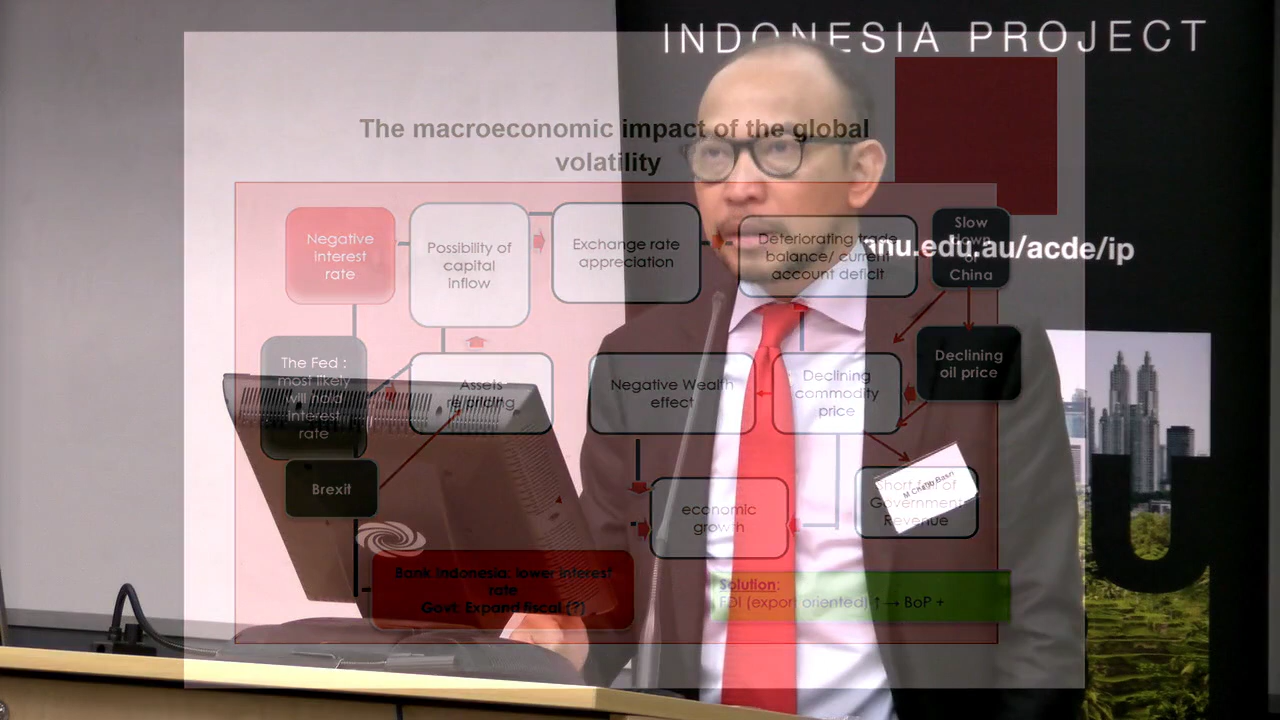 INDONESIA PROJECT
The macroeconomic impact of the global
volatility
Negative
interest
rate
Possibility of
capital
inflow
Exchange rate
appreciation
Deteriorating trade
balance/ current
account deficit
Slow
down of
China
anu.edu.au/acde/ip
The Fed :
most likely
will hold
interest
rate
Assets
repricing
Negative Wealth
effect
Declining
commodity
price
Declining
oil price
Brexit
economic
growth
Short fall of
Government
Revenue
M Chatib Basri
Bank Indonesia: lower interest
rate
Govt: Expand fiscal (?)
Solution:
FDI (export oriented) ↑→ BoP +
U